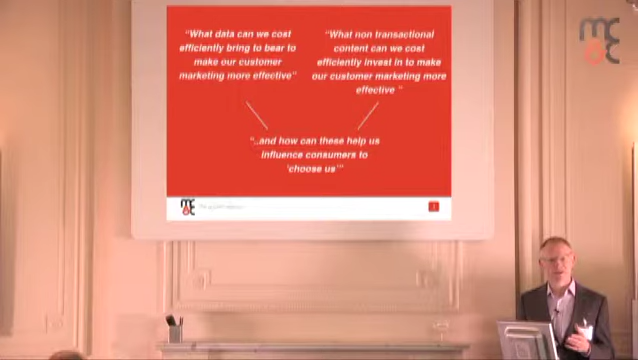 "What data can we cost
efficiently bring to bear to
make our customer
marketing more effective"
"What non transactional
content can we cost
efficiently invest in to make
our customer marketing more
effective "
"..and how can these help us
influence consumers to
'choose us'"
mc
&c
mc
&c